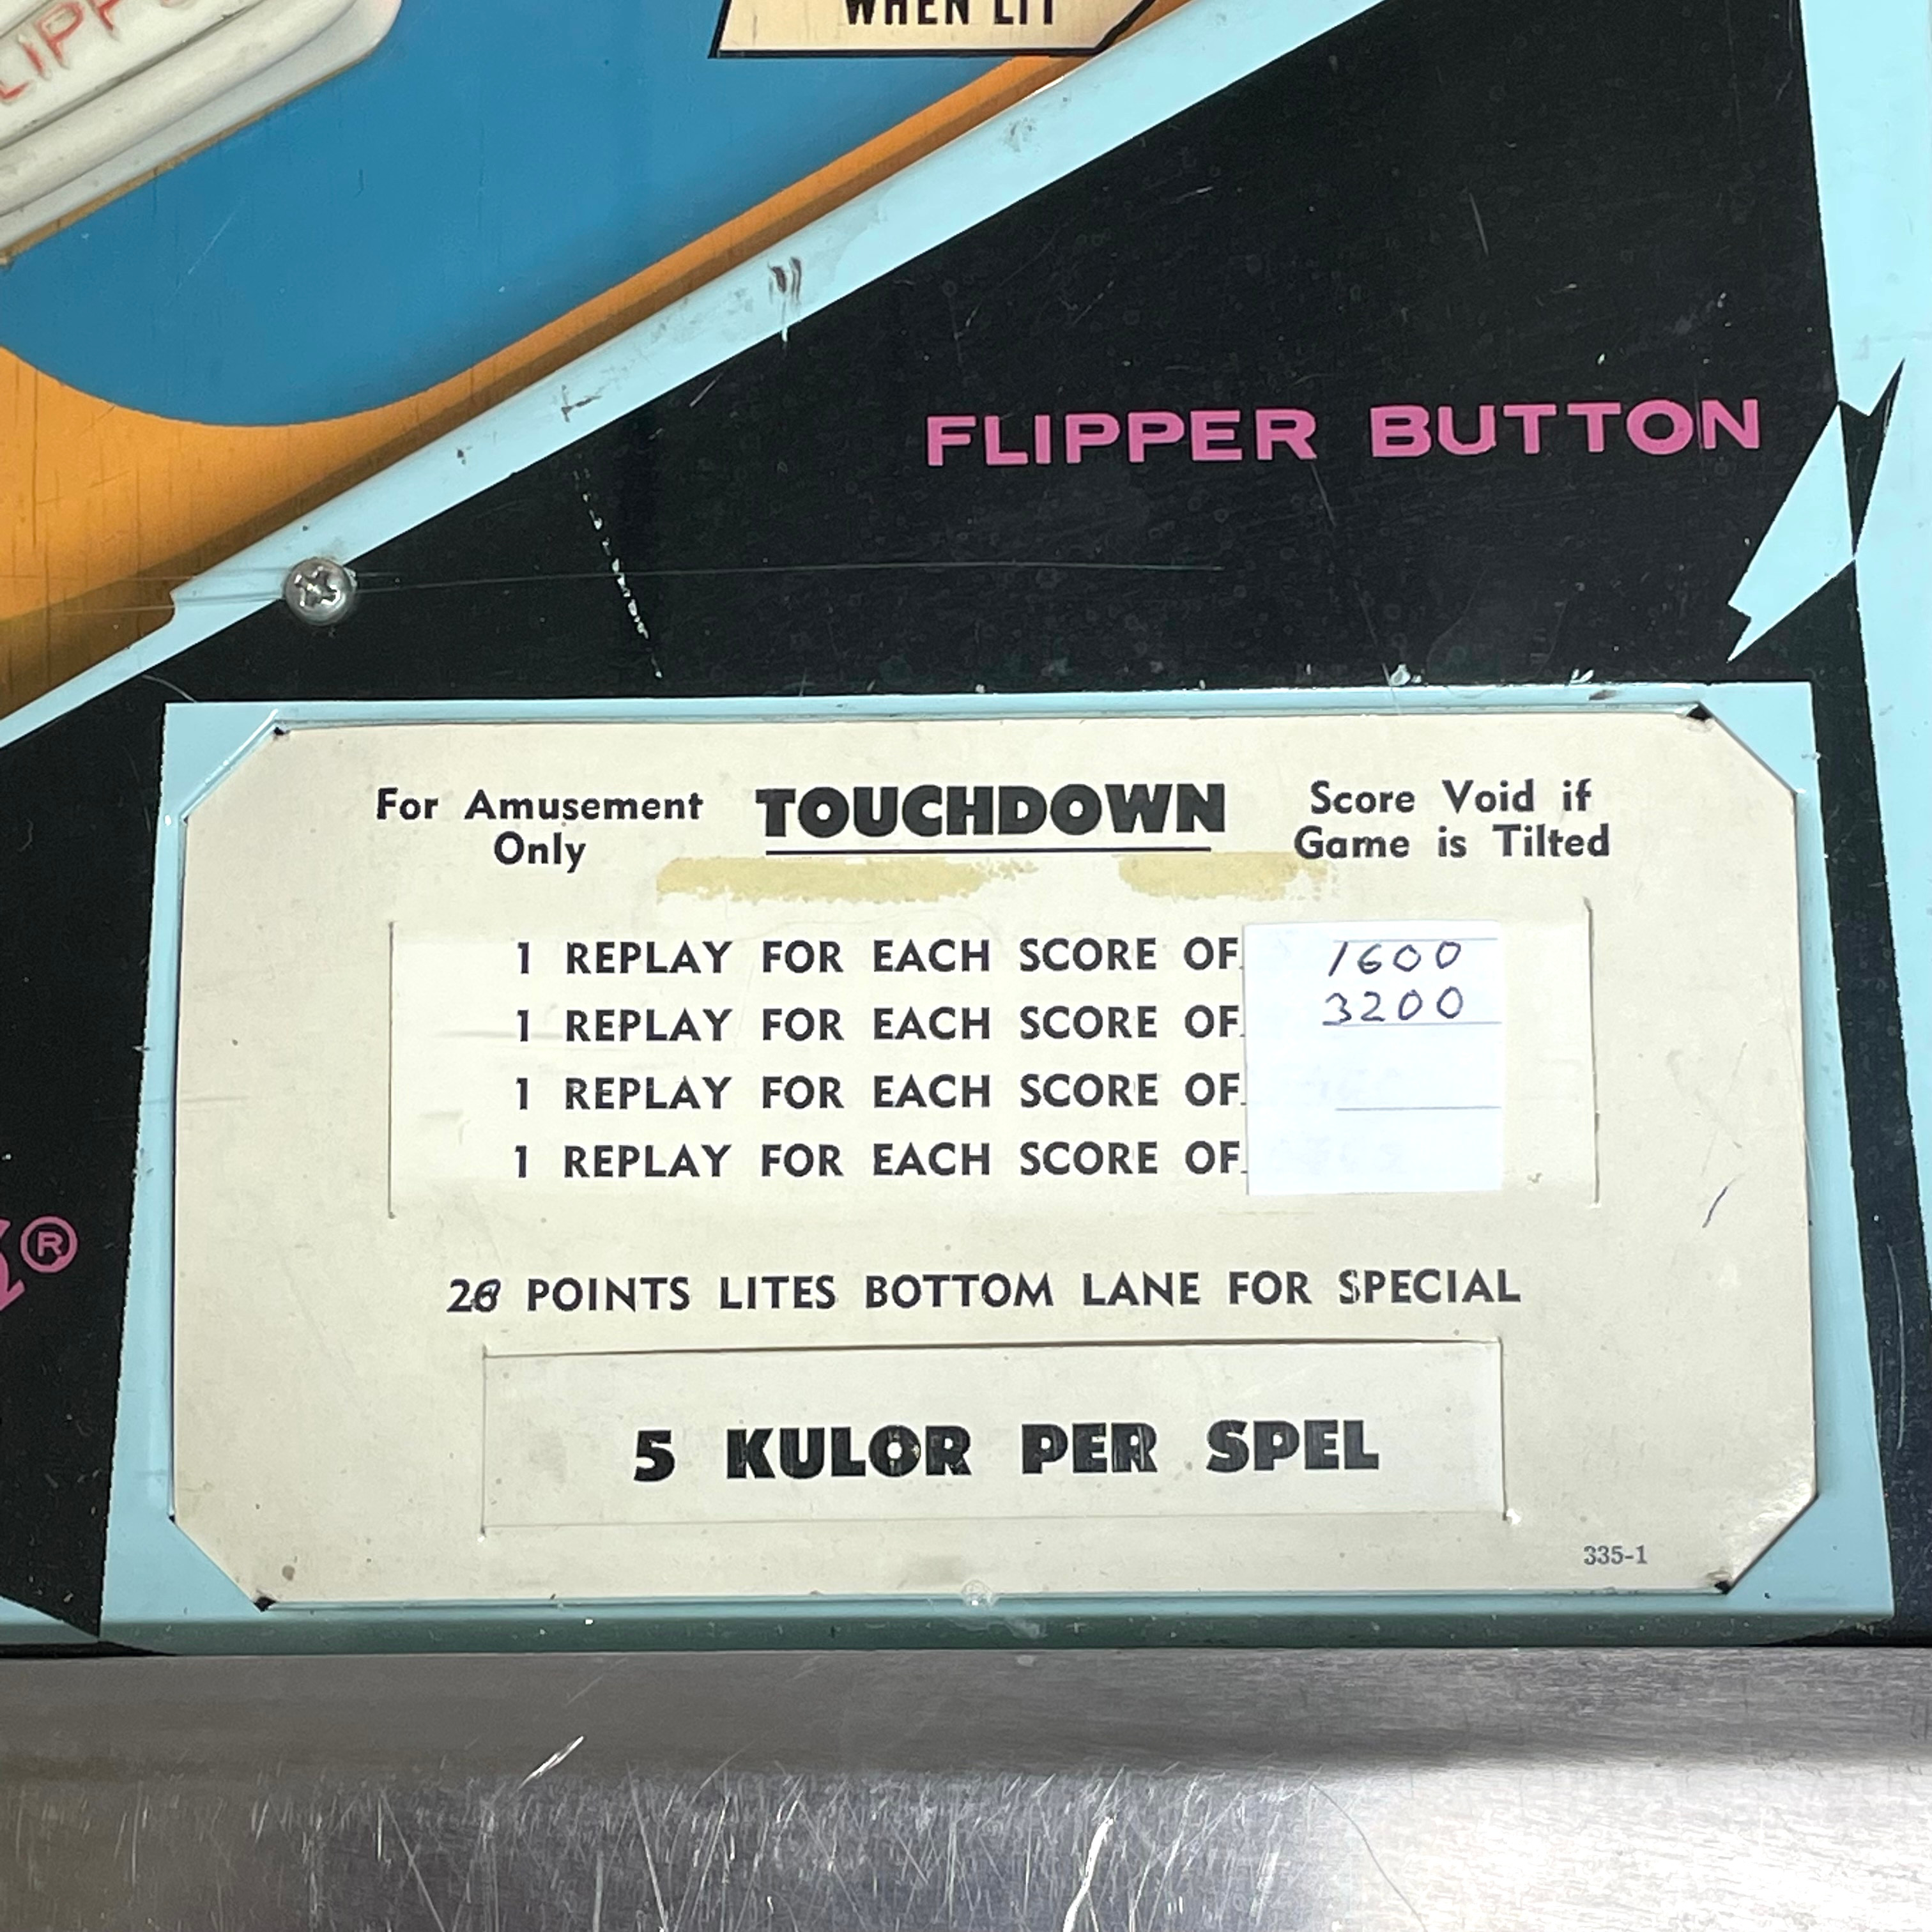 WHEN LIT
FLIPPER BUTTON
For Amusement Only
TOUCHDOWN
Score Void if Game is Tilted
1 REPLAY FOR EACH SCORE OF 1600
1 REPLAY FOR EACH SCORE OF 3200
1 REPLAY FOR EACH SCORE OF
1 REPLAY FOR EACH SCORE OF
POINTS LITES BOTTOM LANE FOR SPECIAL
5 KULOR PER SPEL
335-1
®